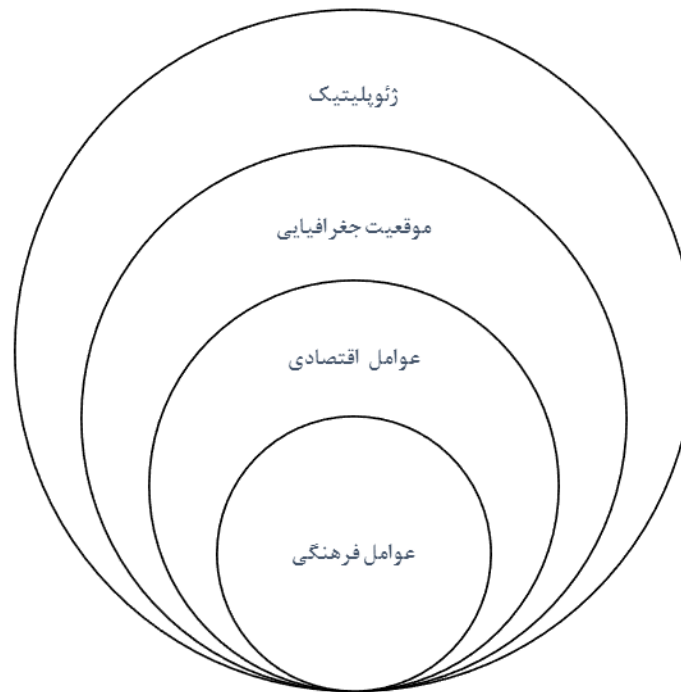 ژئوپلیتیک
موقعیت جغرافیایی
عوامل اقتصادی
عوامل فرهنگی